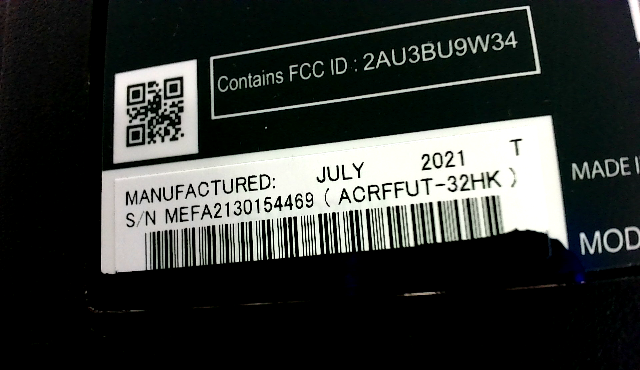 Contains FCC ID : 2AU3BU9W34
MANUFACTURED: JULY 2021 T
S/N MEFA2130154469 ( ACRFFUT-32HK )
MADE
MOD